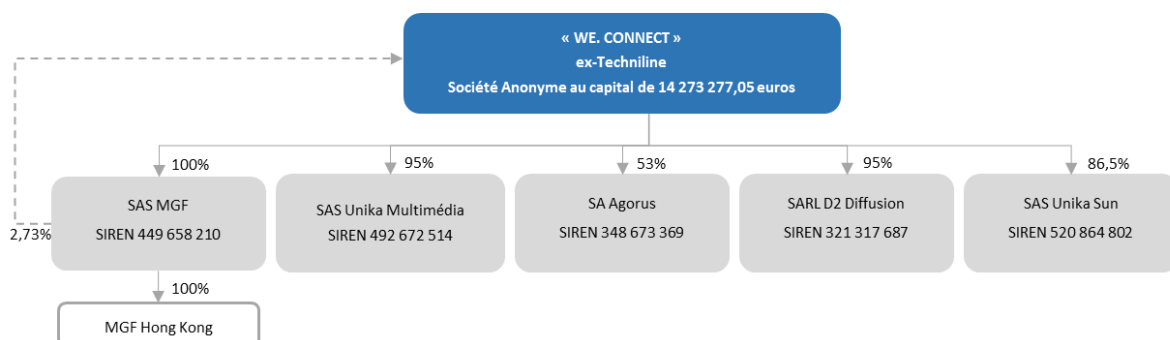 « WE. CONNECT »
ex-Techniline
Société Anonyme au capital de 14 273 277,05 euros
100%
95%
53%
95%
86,5%
SAS MGF
SIREN 449 658 210
SAS Unika Multimédia
SIREN 492 672 514
SA Agorus
SIREN 348 673 369
SARL D2 Diffusion
SIREN 321 317 687
SAS Unika Sun
SIREN 520 864 802
2,73%
100%
MGF Hong Kong